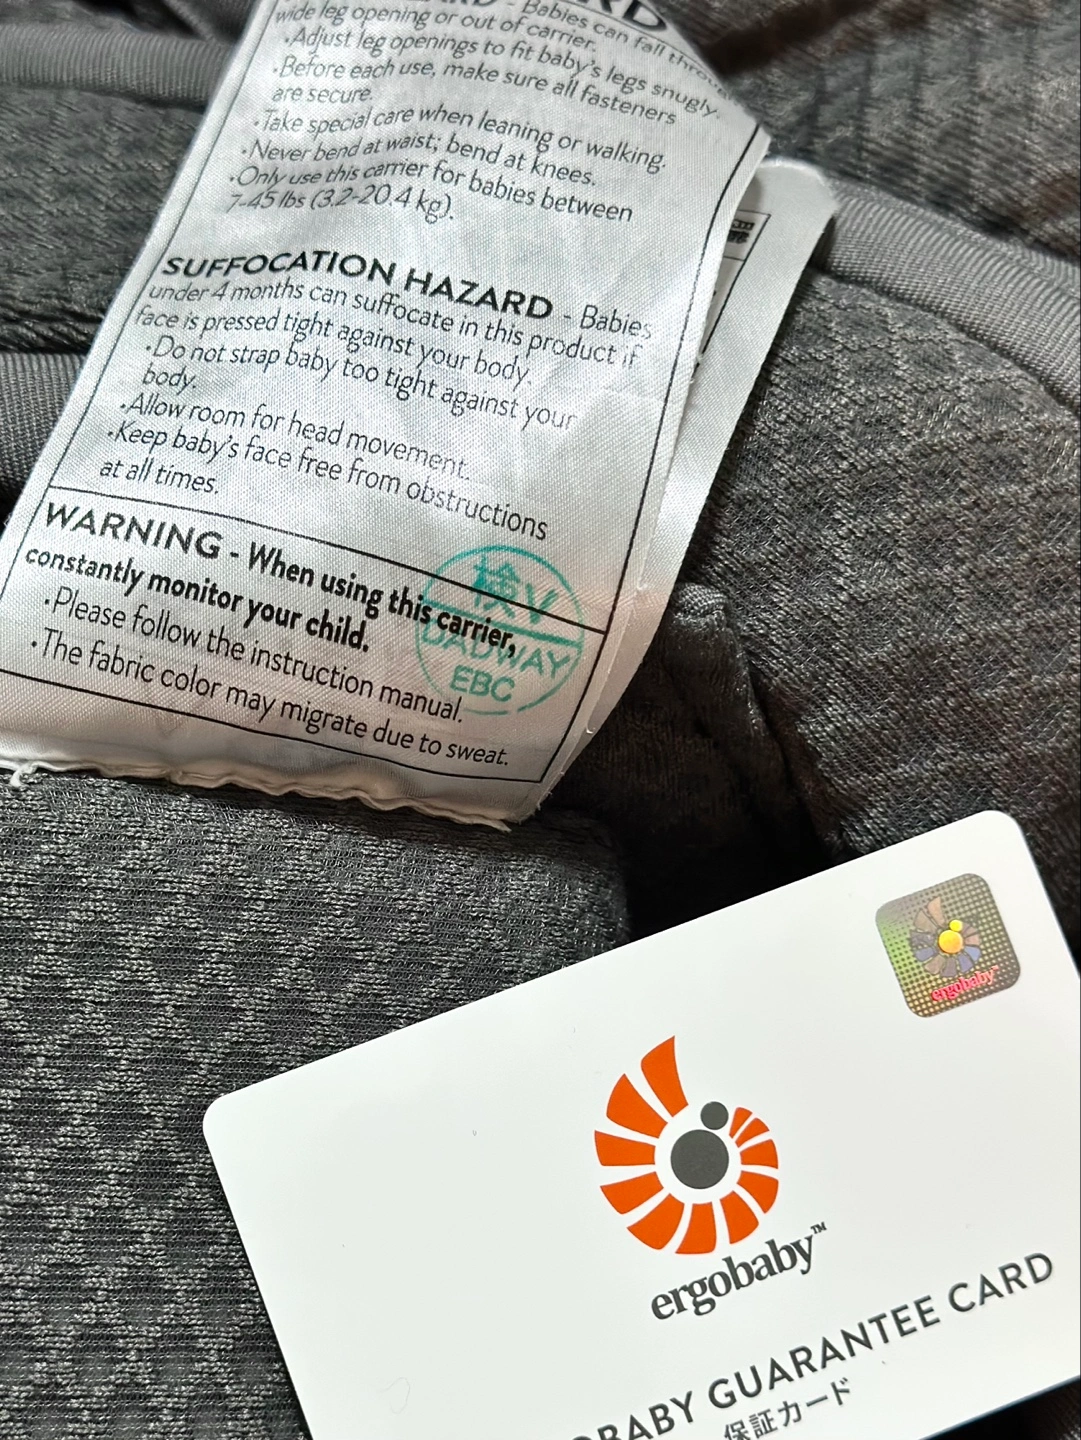 - Babies can fall through
wide leg opening or out of carrier.
•Adjust leg openings to fit baby's legs snugly.
•Before each use, make sure all fasteners
are secure.
•Take special care when leaning or walking.
•Never bend at waist; bend at knees.
•Only use this carrier for babies between
7-45 lbs (3.2-20.4 kg).
SUFFOCATION HAZARD - Babies
under 4 months can suffocate in this product if
face is pressed tight against your body.
•Do not strap baby too tight against your
body.
•Allow room for head movement.
•Keep baby's face free from obstructions
at all times.
WARNING - When using this carrier,
constantly monitor your child.
•Please follow the instruction manual.
•The fabric color may migrate due to sweat.
検V
DADWAY
EBC
ergobaby
ergobaby™
OBABY GUARANTEE CARD
保証カード